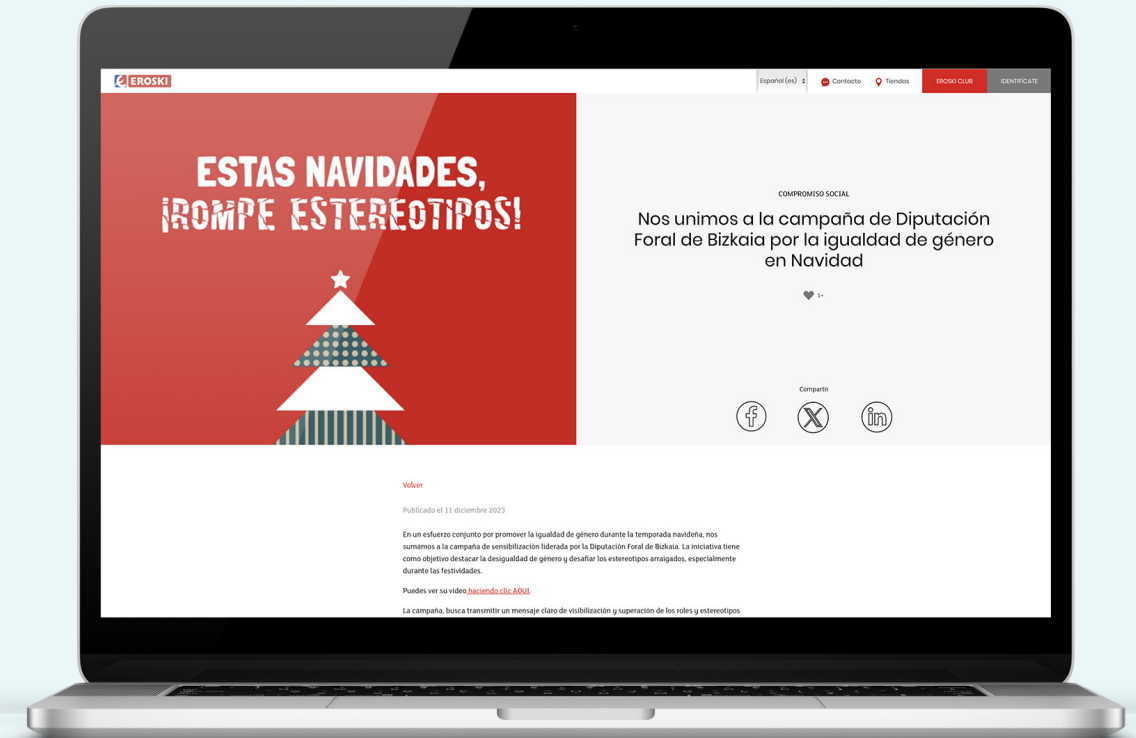 EROSKI
Español (es)
Contacto
Tiendas
EROSKI CLUB
IDENTIFÍCATE
ESTAS NAVIDADES,
¡ROMPE ESTEREOTIPOS!
COMPROMISO SOCIAL
Nos unimos a la campaña de Diputación
Foral de Bizkaia por la igualdad de género
en Navidad
1+
Compartir
Volver
Publicado el 11 diciembre 2023
En un esfuerzo conjunto por promover la igualdad de género durante la temporada navideña, nos
sumamos a la campaña de sensibilización liderada por la Diputación Foral de Bizkaia. La iniciativa tiene
como objetivo destacar la desigualdad de género y desafiar los estereotipos arraigados, especialmente
durante las festividades.
Puedes ver su video haciendo clic AQUI.
La campaña, busca transmitir un mensaje claro de visibilización y superación de los roles y estereotipos